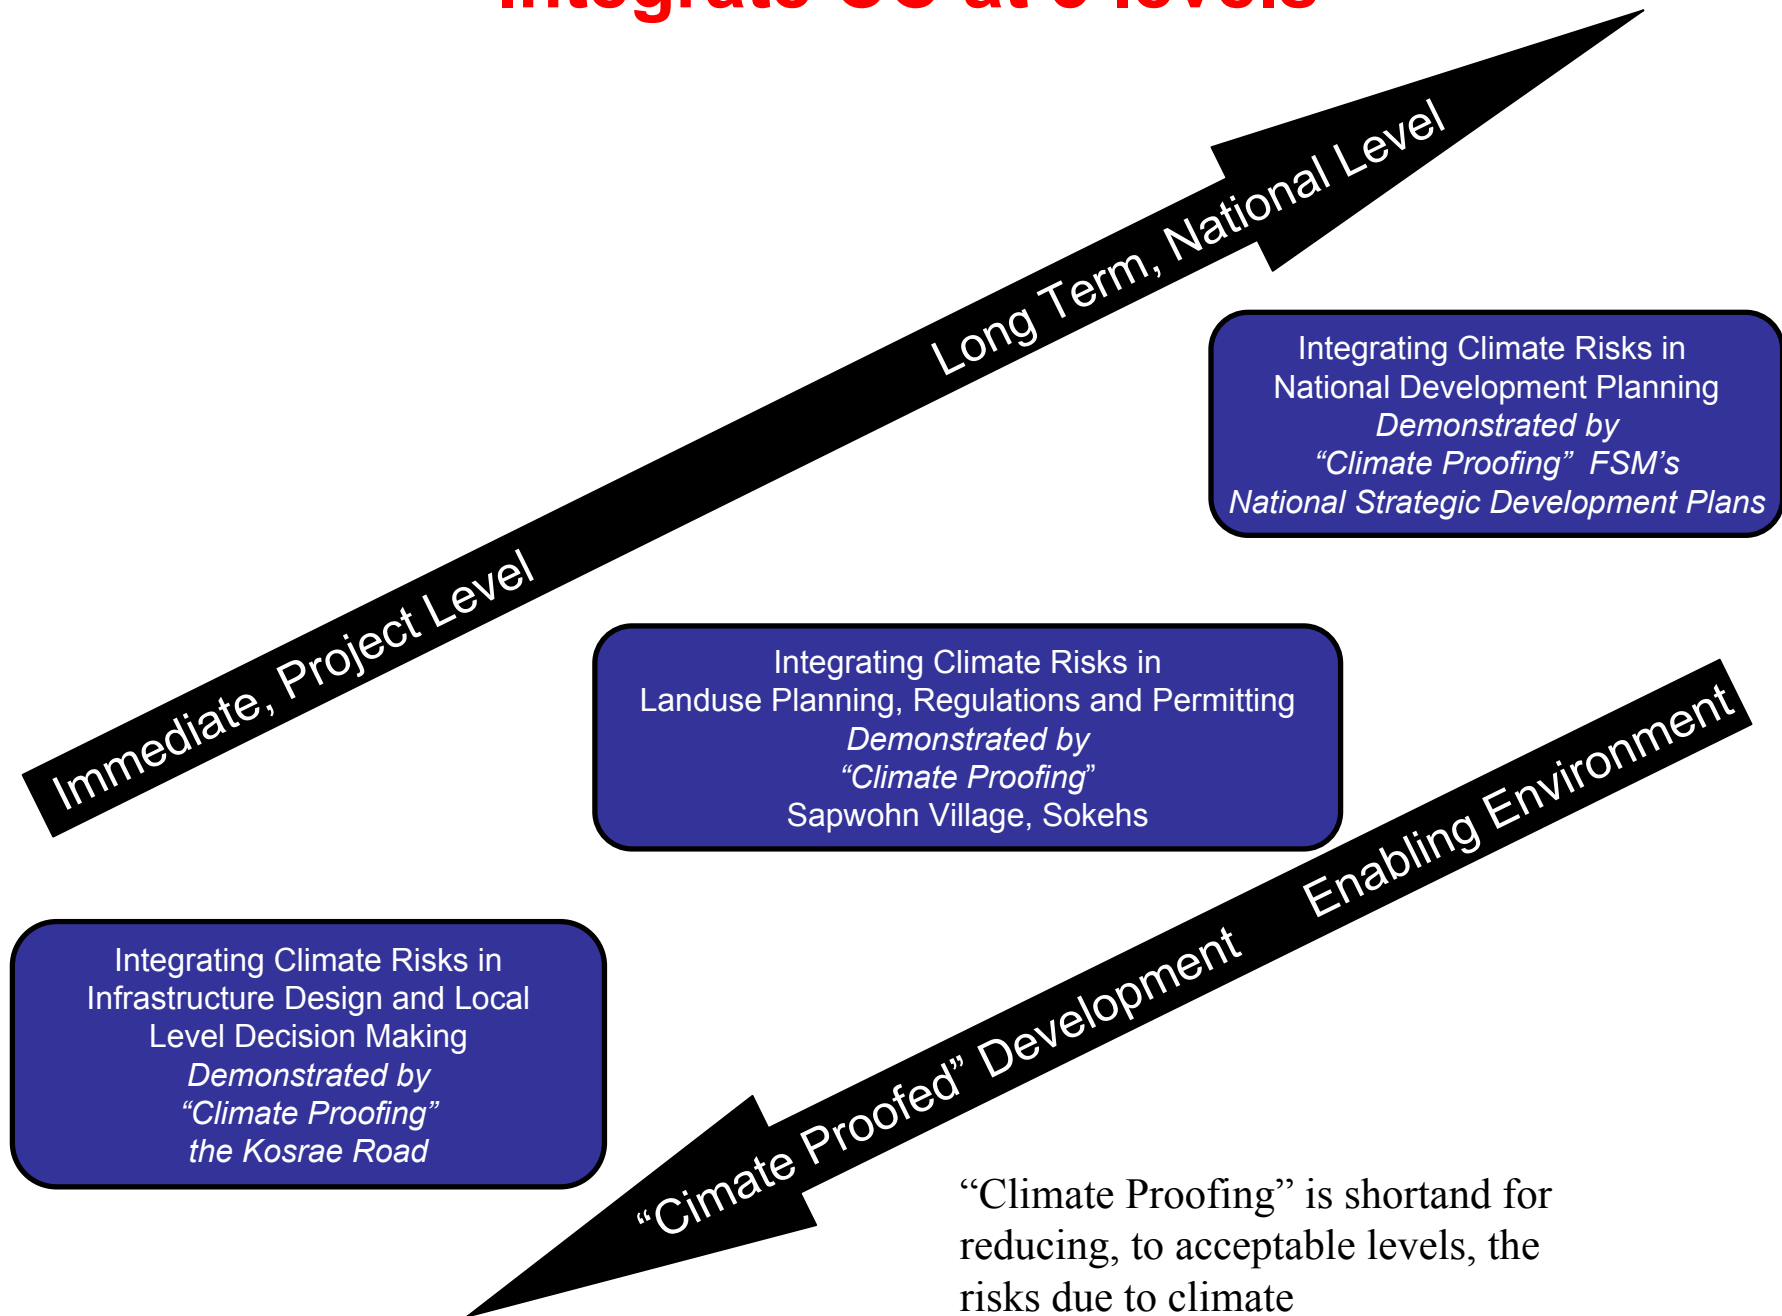 at levels
Long Term, National Level
Immediate, Project Level
Integrating Climate Risks in
National Development Planning
Demonstrated by
“Climate Proofing” FSM’s
National Strategic Development Plans
Integrating Climate Risks in
Landuse Planning, Regulations and Permitting
Demonstrated by
“Climate Proofing”
Sapwohn Village, Sokehs
Enabling Environment
“Cimate Proofed” Development
Integrating Climate Risks in
Infrastructure Design and Local
Level Decision Making
Demonstrated by
“Climate Proofing”
the Kosrae Road
“Climate Proofing” is shortand for
reducing, to acceptable levels, the
risks due to climate